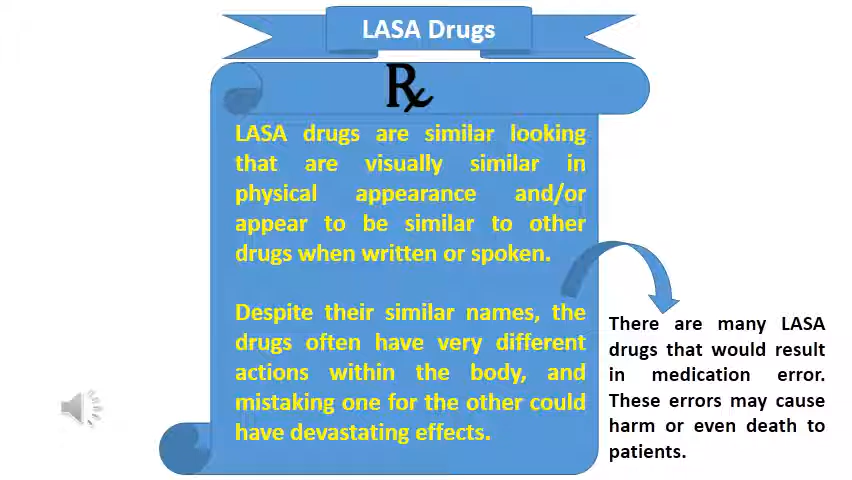 LASA Drugs
Rx
LASA drugs are similar looking
that are visually similar in
physical appearance and/or
appear to be similar to other
drugs when written or spoken.
Despite their similar names, the
drugs often have very different
actions within the body, and
mistaking one for the other could
have devastating effects.
There are many LASA
drugs that would result
in medication error.
These errors may cause
harm or even death to
patients.